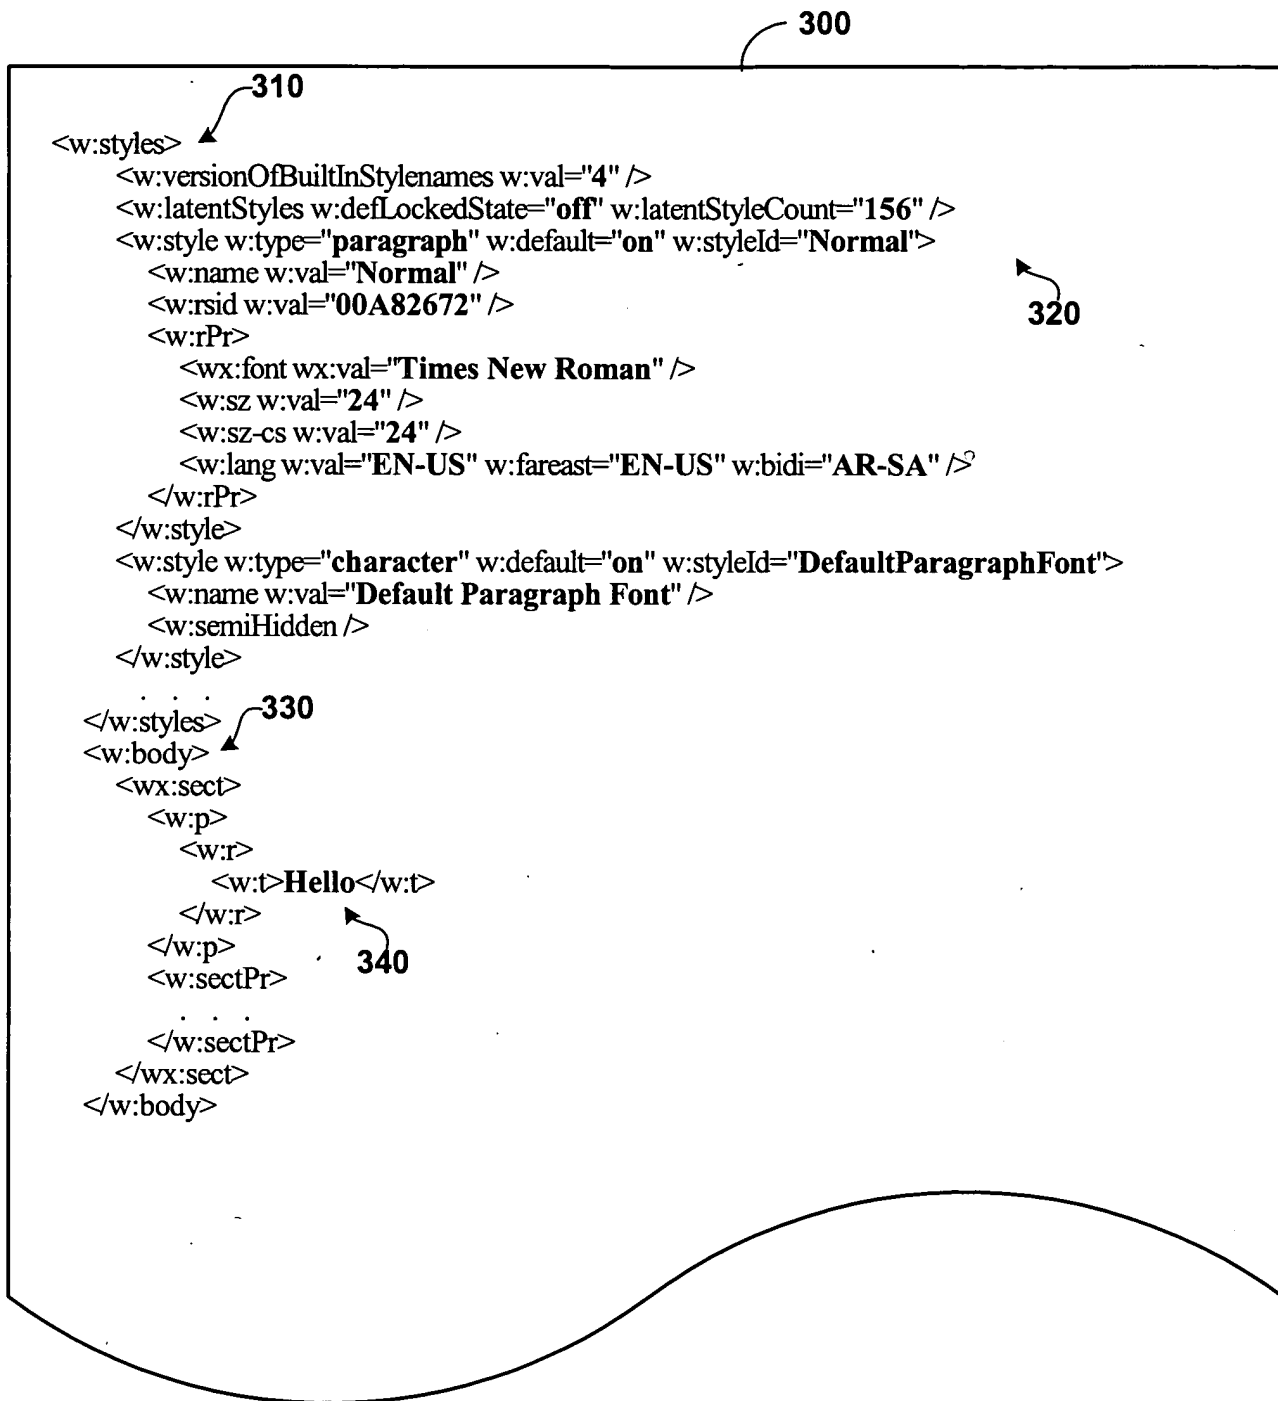 300
310
<w:styles>
<w:versionOfBuiltInStylenames w:val="4" />
<w:latentStyles w:defLockedState="off" w:latentStyleCount="156" />
<w:style w:type="paragraph" w:default="on" w:styleId="Normal">
<w:name w:val="Normal" />
<w:rsid w:val="00A82672" />
320
<w:rPr>
<wx:font wx:val="Times New Roman" />
<w:sz w:val="24" />
<w:sz-cs w:val="24" />
<w:lang w:val="EN-US" w:fareast="EN-US" w:bidi="AR-SA" />
</w:rPr>
</w:style>
<w:style w:type="character" w:default="on" w:styleId="DefaultParagraphFont">
<w:name w:val="Default Paragraph Font" />
<w:semiHidden />
</w:style>
. . .
330
</w:styles>
<w:body>
<wx:sect>
<w:p>
<w:r>
<w:t>Hello</w:t>
</w:r>
</w:p>
340
<w:sectPr>
. . .
</w:sectPr>
</wx:sect>
</w:body>